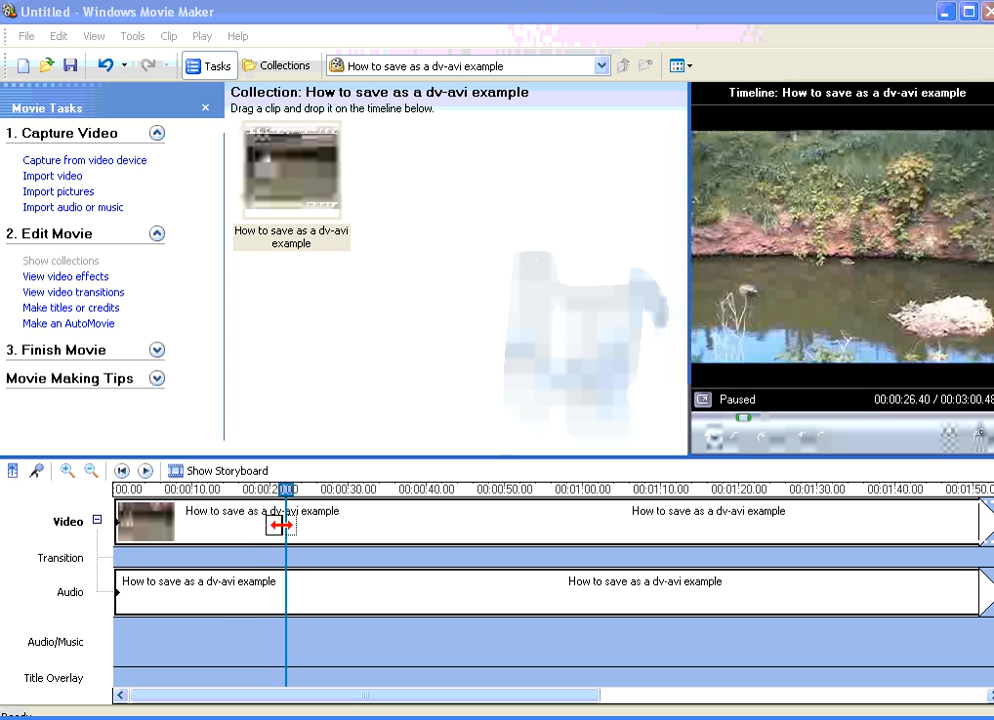 Untitled - Windows Movie Maker
File Edit View Tools Clip Play Help
Tasks Collections How to save as a dv-avi example
Movie Tasks
1. Capture Video
Capture from video device
Import video
Import pictures
Import audio or music
2. Edit Movie
Show collections
View video effects
View video transitions
Make titles or credits
Make an AutoMovie
3. Finish Movie
Movie Making Tips
Collection: How to save as a dv-avi example
Drag a clip and drop it on the timeline below.
How to save as a dv-avi
example
Timeline: How to save as a dv-avi example
Paused 00:00:26.40 / 00:03:00.48
Show Storyboard
:00.00 00:00:10.00 00:00:2 00:00:30.00 00:00:40.00 00:00:50.00 00:01:00.00 00:01:10.00 00:01:20.00 00:01:30.00 00:01:40.00 00:01:50.0
Video How to save as a dv-avi example How to save as a dv-avi example
Transition
Audio How to save as a dv-avi example How to save as a dv-avi example
Audio/Music
Title Overlay